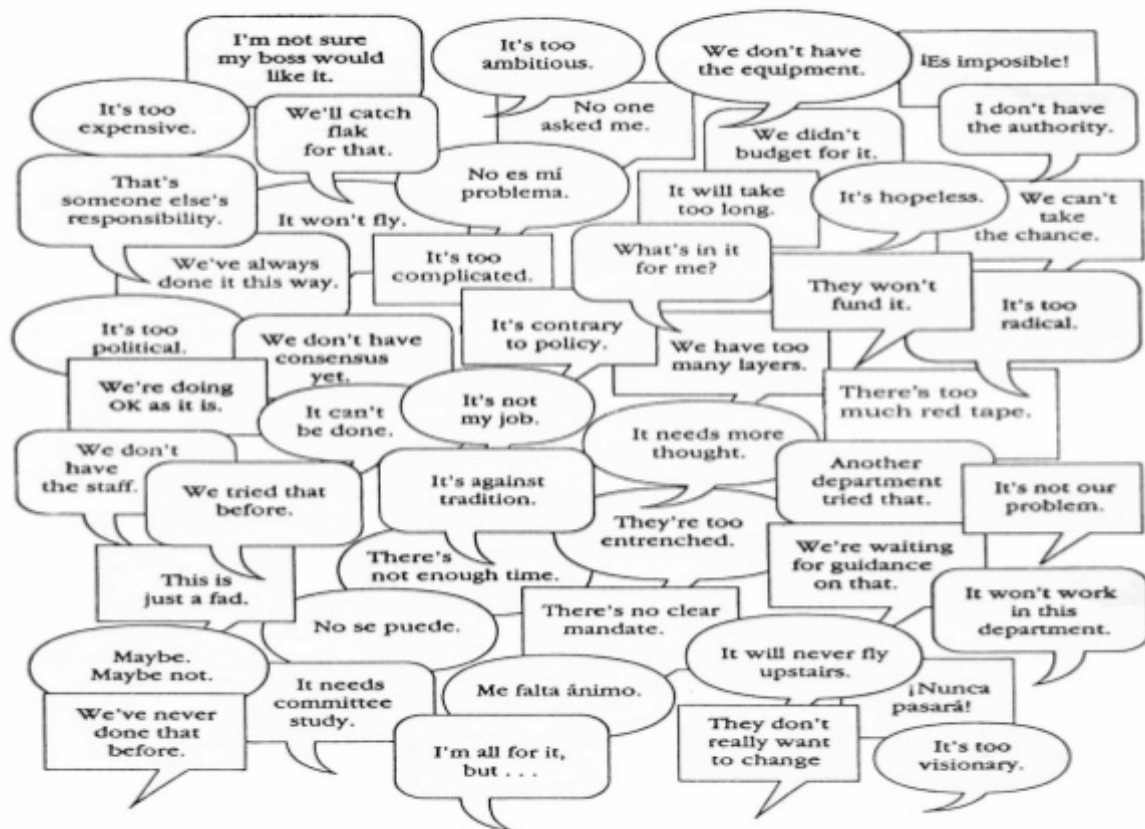 I'm not sure
my boss would
like it.
It's too
ambitious.
We don't have
the equipment.
¡Es imposible!
It's too
expensive.
We'll catch
flak
for that.
No one
asked me.
We didn't
budget for it.
I don't have
the authority.
That's
someone else's
responsibility.
It won't fly.
No es mí
problema.
It will take
too long.
It's hopeless.
We can't
take
the chance.
We've always
done it this way.
It's too
complicated.
What's in it
for me?
They won't
fund it.
It's too
radical.
It's too
political.
We don't have
consensus
yet.
It's contrary
to policy.
We have too
many layers.
We're doing
OK as it is.
It can't
be done.
It's not
my job.
It needs more
thought.
There's too
much red tape.
We don't
have
the staff.
We tried that
before.
It's against
tradition.
They're too
entrenched.
Another
department
tried that.
It's not our
problem.
This is
just a fad.
There's
not enough time.
We're waiting
for guidance
on that.
It won't work
in this
department.
No se puede.
There's no clear
mandate.
It will never fly
upstairs.
Maybe.
Maybe not.
It needs
committee
study.
Me falta ánimo.
¡Nunca
pasará!
We've never
done that
before.
I'm all for it,
but . . .
They don't
really want
to change
It's too
visionary.